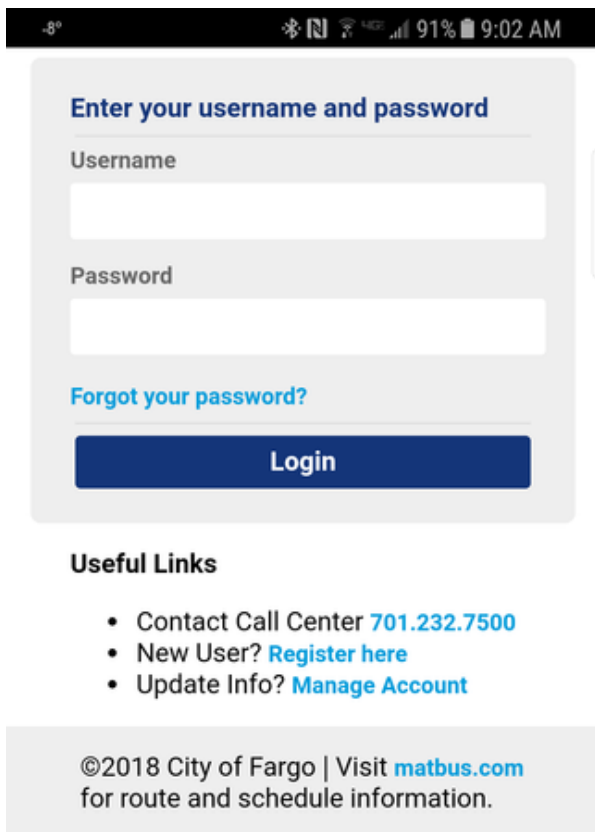 -8° 91% 9:02 AM
Enter your username and password
Username
Password
Forgot your password?
Login
Useful Links
• Contact Call Center 701.232.7500
• New User? Register here
• Update Info? Manage Account
©2018 City of Fargo | Visit matbus.com
for route and schedule information.